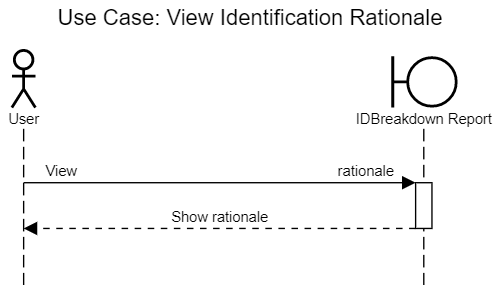 Use Case: View Identification Rationale
User
IDBreakdown Report
View rationale
Show rationale